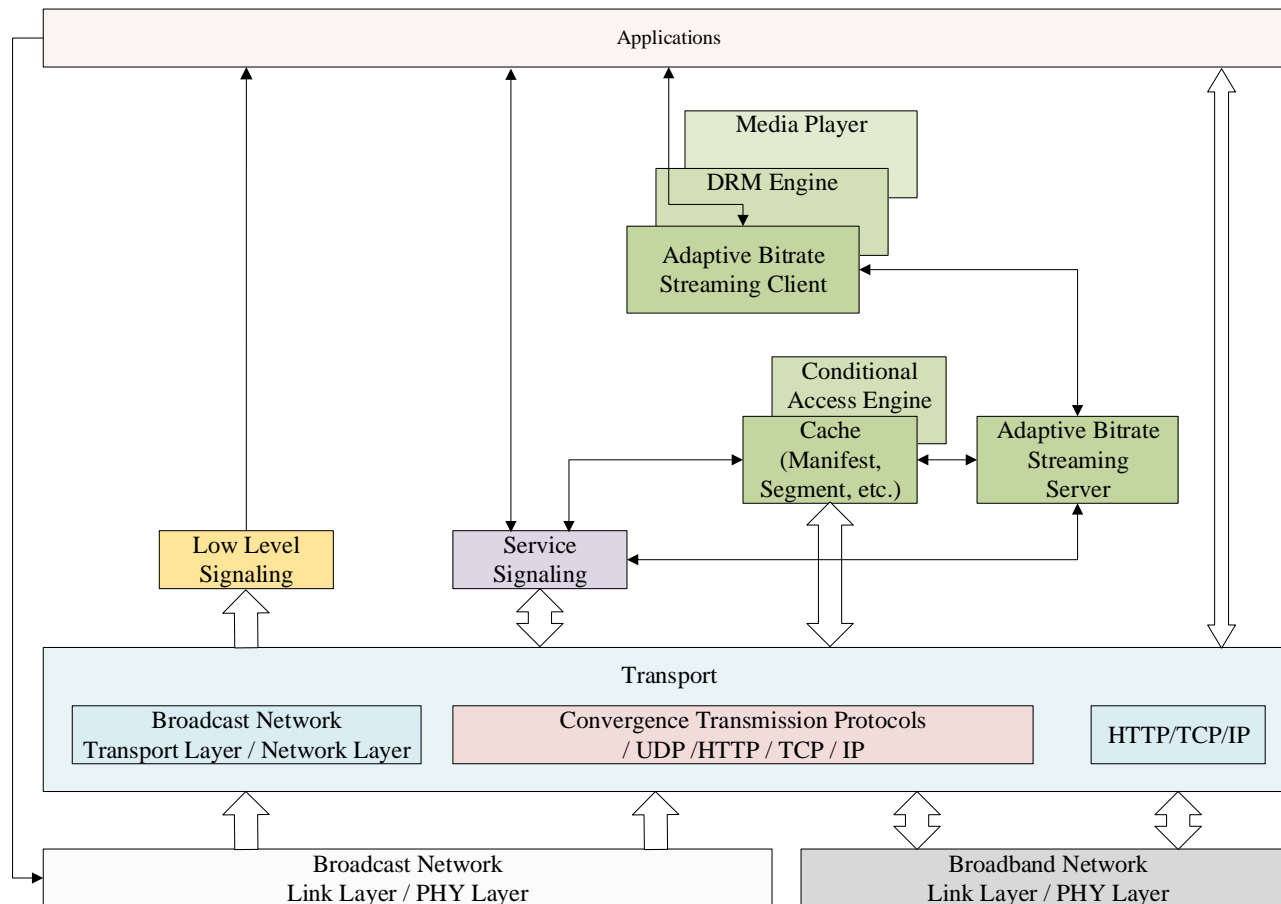 Applications
Media Player
DRM Engine
Adaptive Bitrate
Streaming Client
Conditional
Access Engine
Cache
(Manifest,
Segment, etc.)
Adaptive Bitrate
Streaming
Server
Low Level
Signaling
Service
Signaling
Transport
Broadcast Network
Transport Layer / Network Layer
Convergence Transmission Protocols
/ UDP /HTTP / TCP / IP
HTTP/TCP/IP
Broadcast Network
Link Layer / PHY Layer
Broadband Network
Link Layer / PHY Layer